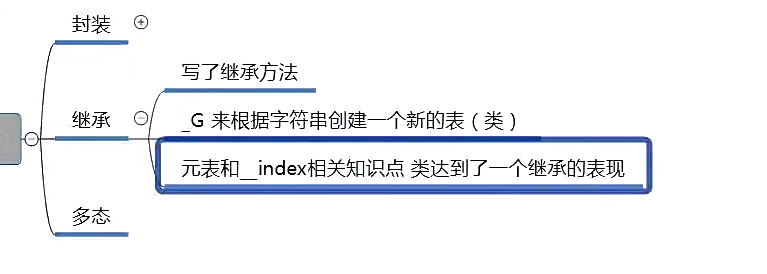 封装
写了继承方法
继承
_G 来根据字符串创建一个新的表（类）
元表和__index相关知识点 类达到了一个继承的表现
多态